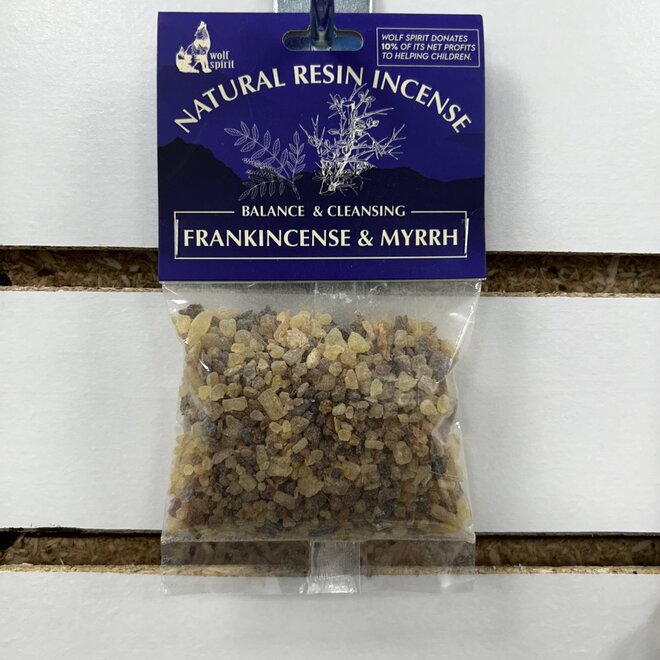 wolf
spirit
WOLF SPIRIT DONATES
10% OF ITS NET PROFITS
TO HELPING CHILDREN.
NATURAL RESIN INCENSE
BALANCE & CLEANSING
FRANKINCENSE & MYRRH